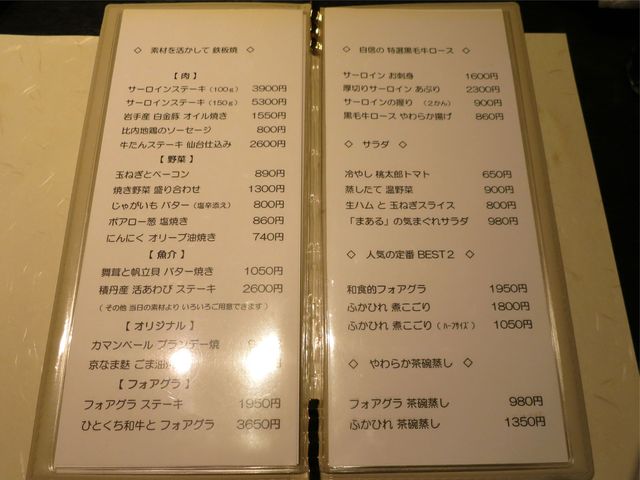 ◇ 素材を活かして 鉄板焼 ◇
【 肉 】
サーロインステーキ (100g) 3900円
サーロインステーキ (150g) 5300円
岩手産 白金豚 オイル焼き 1550円
比内地鶏のソーセージ 800円
牛たんステーキ 仙台仕込み 2600円
【 野菜 】
玉ねぎとベーコン 890円
焼き野菜 盛り合わせ 1300円
じゃがいも バター (塩辛添え) 800円
ポアロー葱 塩焼き 860円
にんにく オリーブ油焼き 740円
【 魚介 】
舞茸と帆立貝 バター焼き 1050円
積丹産 活あわび ステーキ 2600円
( その他 当日の素材より いろいろご用意できます )
【 オリジナル 】
カマンベール ブランデー焼
京なま麩 ごま油
【 フォアグラ 】
フォアグラ ステーキ 1950円
ひとくち和牛と フォアグラ 3650円
◇ 自信の 特選黒毛牛ロース ◇
サーロイン お刺身 1600円
厚切りサーロイン あぶり 2300円
サーロインの握り (2かん) 900円
黒毛牛ロース やわらか揚げ 860円
◇ サラダ ◇
冷やし 桃太郎トマト 650円
蒸したて 温野菜 900円
生ハム と 玉ねぎスライス 800円
「まある」の気まぐれサラダ 980円
◇ 人気の定番 BEST2 ◇
和食的フォアグラ 1950円
ふかひれ 煮こごり 1800円
ふかひれ 煮こごり ( ハーフサイズ ) 1050円
◇ やわらか茶碗蒸し ◇
フォアグラ 茶碗蒸し 980円
ふかひれ 茶碗蒸し 1350円